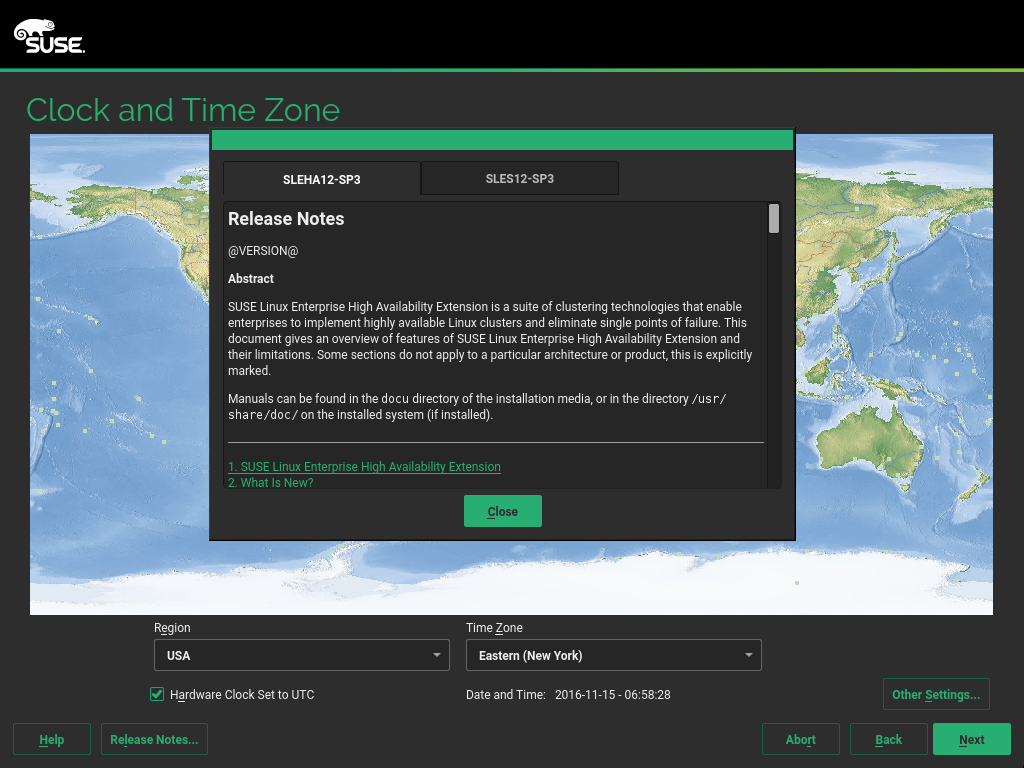 SUSE.
Clock and Time Zone
SLEHA12-SP3
SLES12-SP3
Release Notes
@VERSION@
Abstract
SUSE Linux Enterprise High Availability Extension is a suite of clustering technologies that enable
enterprises to implement highly available Linux clusters and eliminate single points of failure. This
document gives an overview of features of SUSE Linux Enterprise High Availability Extension and
their limitations. Some sections do not apply to a particular architecture or product, this is explicitly
marked.
Manuals can be found in the docu directory of the installation media, or in the directory /usr/
share/doc/ on the installed system (if installed).
1. SUSE Linux Enterprise High Availability Extension
2. What Is New?
Close
Region
Time Zone
USA
Eastern (New York)
Hardware Clock Set to UTC
Date and Time: 2016-11-15 - 06:58:28
Other Settings...
Help
Release Notes...
Abort
Back
Next